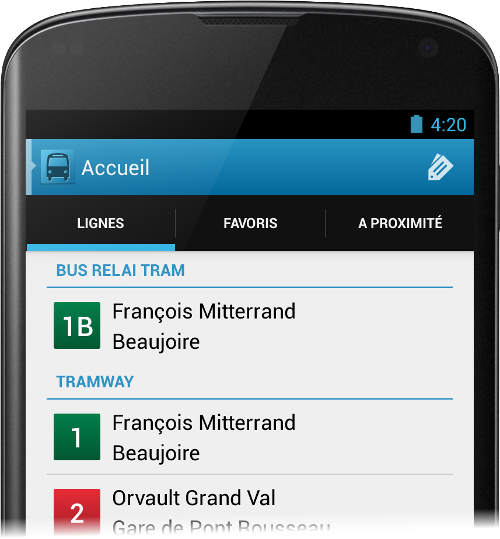 4:20
Accueil
LIGNES
FAVORIS
A PROXIMITÉ
BUS RELAI TRAM
1B
François Mitterrand
Beaujoire
TRAMWAY
1
François Mitterrand
Beaujoire
2
Orvault Grand Val
Gare de Pont Rousseau